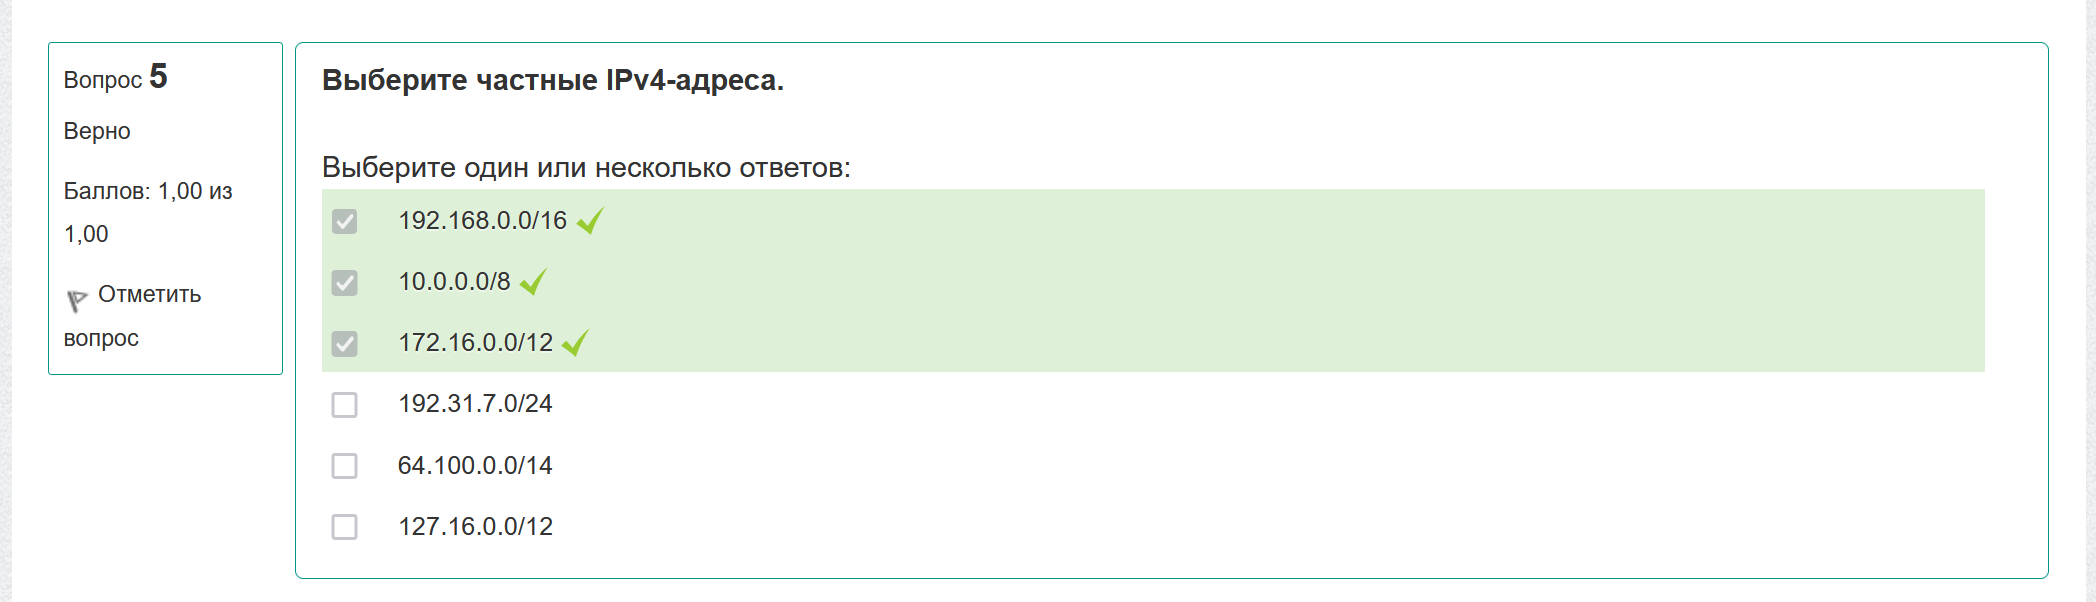 Вопрос 5
Верно
Баллов: 1,00 из
1,00
Отметить
вопрос
Выберите частные IPv4-адреса.
Выберите один или несколько ответов:
192.168.0.0/16
10.0.0.0/8
172.16.0.0/12
192.31.7.0/24
64.100.0.0/14
127.16.0.0/12